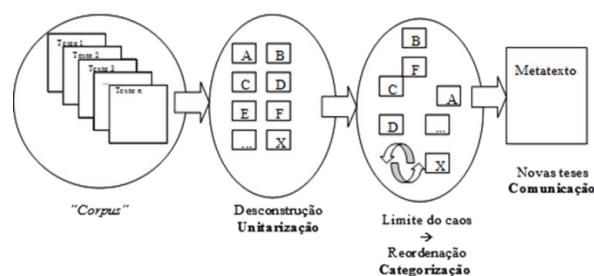 Texto 1
Texto 2
Texto 3
...
Texto n
A B
C D
E F
... X
B
F
C
A
D
...
X
Metatexto
"Corpus"
Desconstrução
Unitarização
Limite do caos
→
Reordenação
Categorização
Novas teses
Comunicação